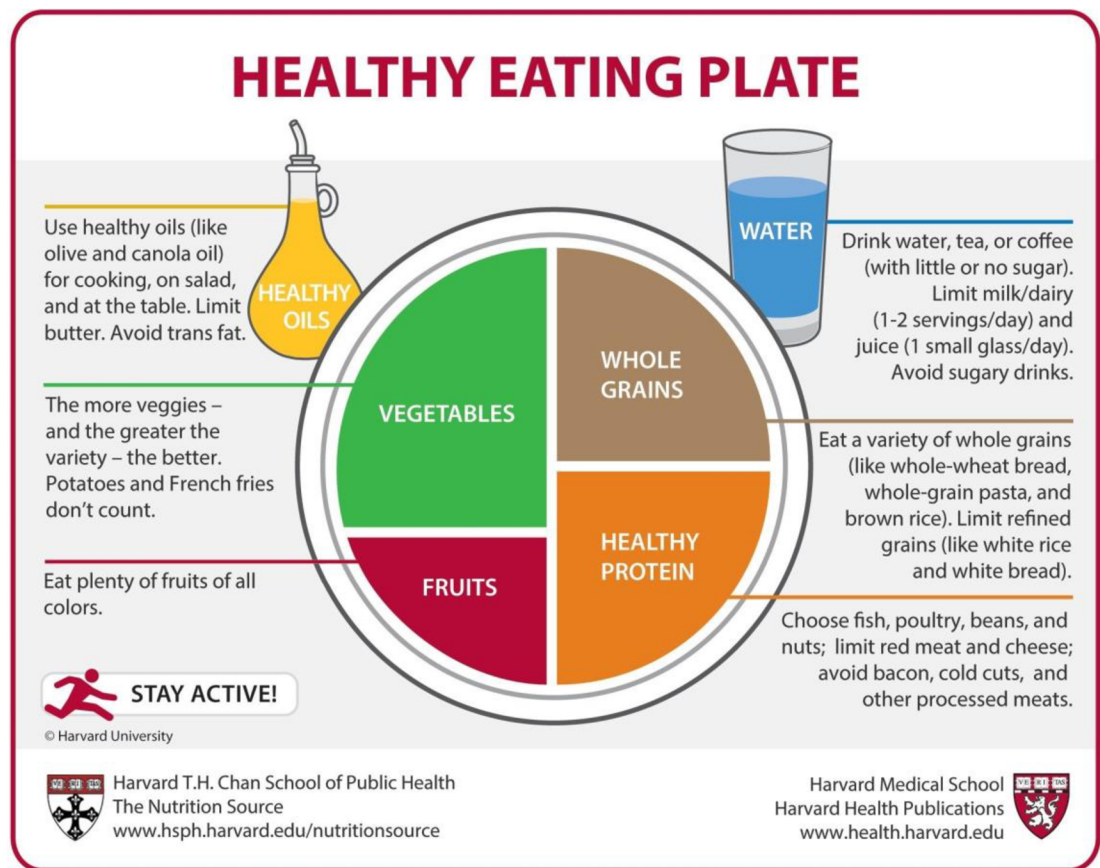 HEALTHY EATING PLATE
Use healthy oils (like
olive and canola oil)
for cooking, on salad,
and at the table. Limit
butter. Avoid trans fat.
HEALTHY
OILS
WATER
Drink water, tea, or coffee
(with little or no sugar).
Limit milk/dairy
(1-2 servings/day) and
juice (1 small glass/day).
Avoid sugary drinks.
The more veggies –
and the greater the
variety – the better.
Potatoes and French fries
don’t count.
VEGETABLES
WHOLE
GRAINS
Eat a variety of whole grains
(like whole-wheat bread,
whole-grain pasta, and
brown rice). Limit refined
grains (like white rice
and white bread).
Eat plenty of fruits of all
colors.
FRUITS
HEALTHY
PROTEIN
Choose fish, poultry, beans, and
nuts; limit red meat and cheese;
avoid bacon, cold cuts, and
other processed meats.
STAY ACTIVE!
© Harvard University
Harvard T.H. Chan School of Public Health
The Nutrition Source
www.hsph.harvard.edu/nutritionsource
Harvard Medical School
Harvard Health Publications
www.health.harvard.edu
VE RI TAS